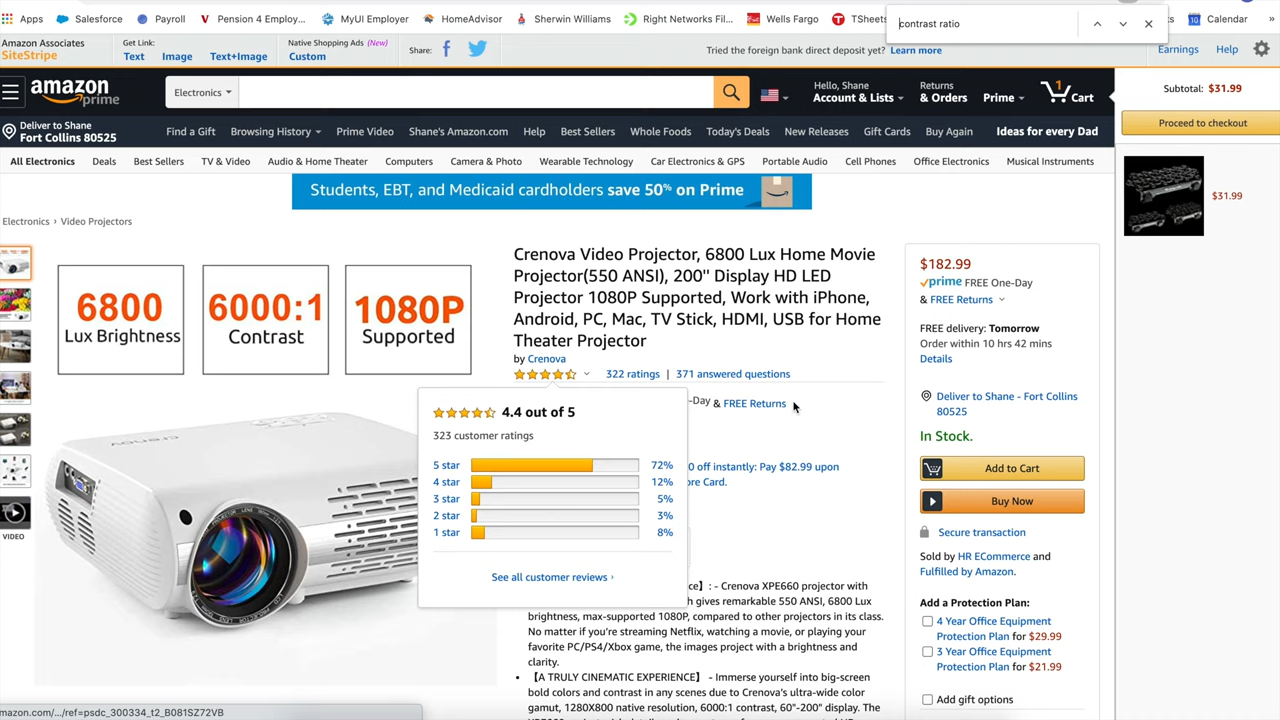 Apps
Salesforce
Payroll
Pension 4 Employ...
MyUI Employer
HomeAdvisor
Sherwin Williams
Right Networks Fil...
Wells Fargo
TSheets
Calendar
»
contrast ratio
Amazon Associates
SiteStripe
Get Link:
Text
Image
Text+Image
Native Shopping Ads (New)
Custom
Share:
Tried the foreign bank direct deposit yet? Learn more
Earnings
Help
amazon
prime
Electronics
Hello, Shane
Account & Lists
Returns
& Orders
Prime
1
Cart
Subtotal: $31.99
Proceed to checkout
$31.99
Deliver to Shane
Fort Collins 80525
Find a Gift
Browsing History
Prime Video
Shane's Amazon.com
Help
Best Sellers
Whole Foods
Today's Deals
New Releases
Gift Cards
Buy Again
Ideas for every Dad
All Electronics
Deals
Best Sellers
TV & Video
Audio & Home Theater
Computers
Camera & Photo
Wearable Technology
Car Electronics & GPS
Portable Audio
Cell Phones
Office Electronics
Musical Instruments
Students, EBT, and Medicaid cardholders save 50% on Prime
Electronics › Video Projectors
6800
Lux Brightness
6000:1
Contrast
1080P
Supported
VIDEO
Crenova Video Projector, 6800 Lux Home Movie
Projector(550 ANSI), 200'' Display HD LED
Projector 1080P Supported, Work with iPhone,
Android, PC, Mac, TV Stick, HDMI, USB for Home
Theater Projector
by Crenova
322 ratings | 371 answered questions
-Day & FREE Returns
4.4 out of 5
323 customer ratings
5 star 72%
4 star 12%
3 star 5%
2 star 3%
1 star 8%
See all customer reviews ›
0 off instantly: Pay $82.99 upon
ore Card.
ce】: - Crenova XPE660 projector with
h gives remarkable 550 ANSI, 6800 Lux
brightness, max-supported 1080P, compared to other projectors in its class.
No matter if you're streaming Netflix, watching a movie, or playing your
favorite PC/PS4/Xbox game, the images project with a brightness and
clarity.
• 【A TRULY CINEMATIC EXPERIENCE】 - Immerse yourself into big-screen
bold colors and contrast in any scenes due to Crenova's ultra-wide color
gamut, 1280X800 native resolution, 6000:1 contrast, 60"-200" display. The
$182.99
prime FREE One-Day
& FREE Returns
FREE delivery: Tomorrow
Order within 10 hrs 42 mins
Details
Deliver to Shane - Fort Collins
80525
In Stock.
Add to Cart
Buy Now
Secure transaction
Sold by HR ECommerce and
Fulfilled by Amazon.
Add a Protection Plan:
4 Year Office Equipment
Protection Plan for $29.99
3 Year Office Equipment
Protection Plan for $21.99
Add gift options
mazon.com/.../ref=psdc_300334_t2_B081SZ72VB